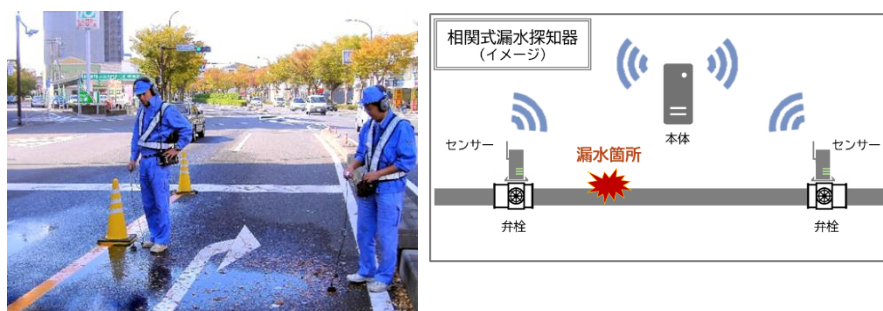 相関式漏水探知器
(イメージ)
本体
センサー
センサー
漏水箇所
弁栓
弁栓